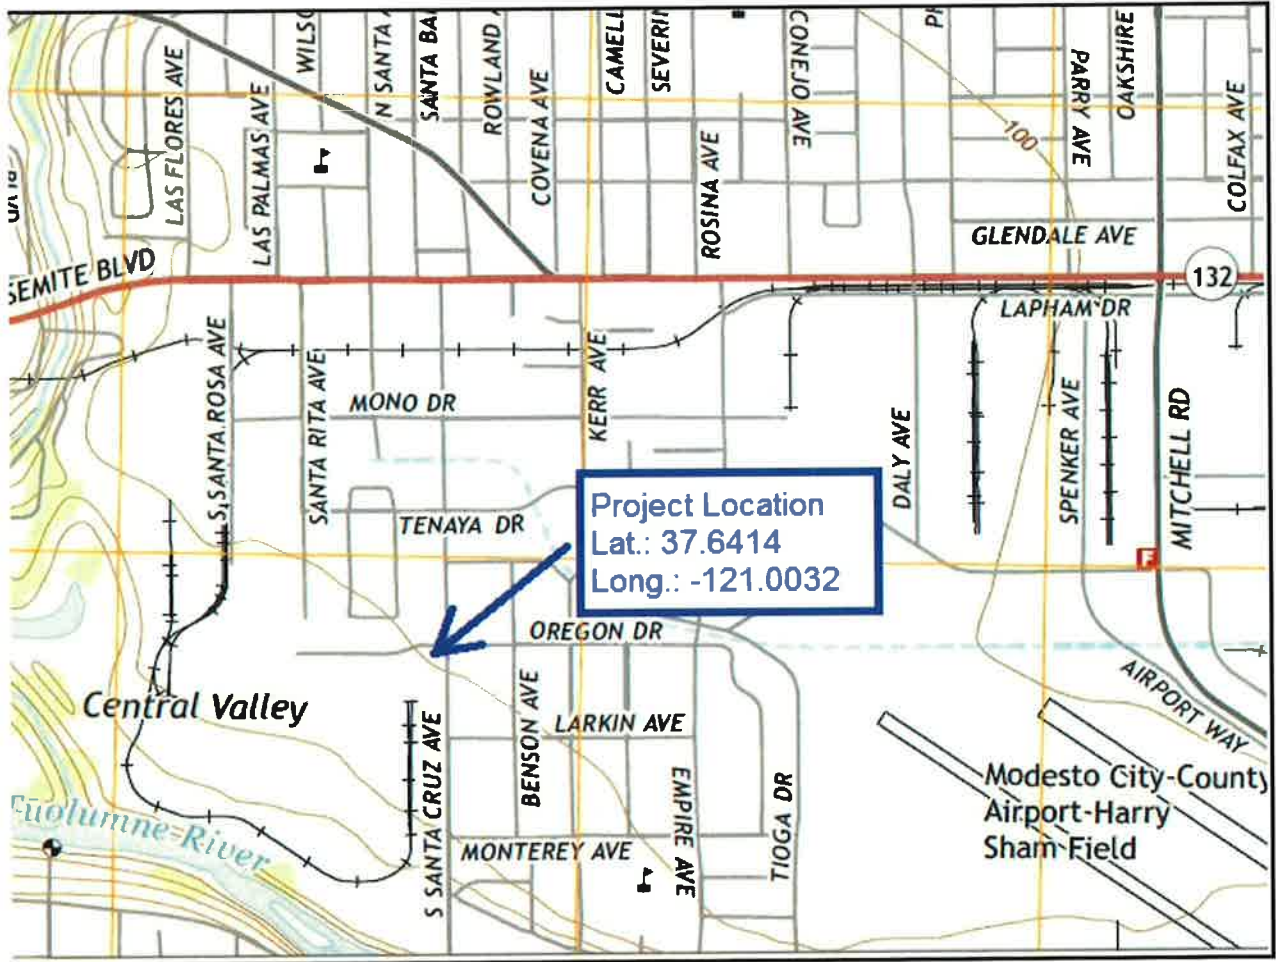 WILSO
N SANTA A
SANTA BA
ROWLAND A
COVENA AVE
CAMELL
SEVERIN
CONEJO AVE
PARRY AVE
OAKSHIRE
COLFAX AVE
LAS FLORES AVE
LAS PALMAS AVE
ROSINA AVE
100
GLENDALE AVE
SEMITE BLVD
132
LAPHAM DR
S SANTA ROSA AVE
SANTA RITA AVE
MONO DR
KERR AVE
DALY AVE
SPENKER AVE
MITCHELL RD
TENAYA DR
Project Location
Lat.: 37.6414
Long.: -121.0032
F
OREGON DR
Central Valley
BENSON AVE
LARKIN AVE
S SANTA CRUZ AVE
EMPIRE AVE
TIOGA DR
AIRPORT WAY
Modesto City-County
Airport-Harry
Sham Field
Tuolumne River
MONTEREY AVE